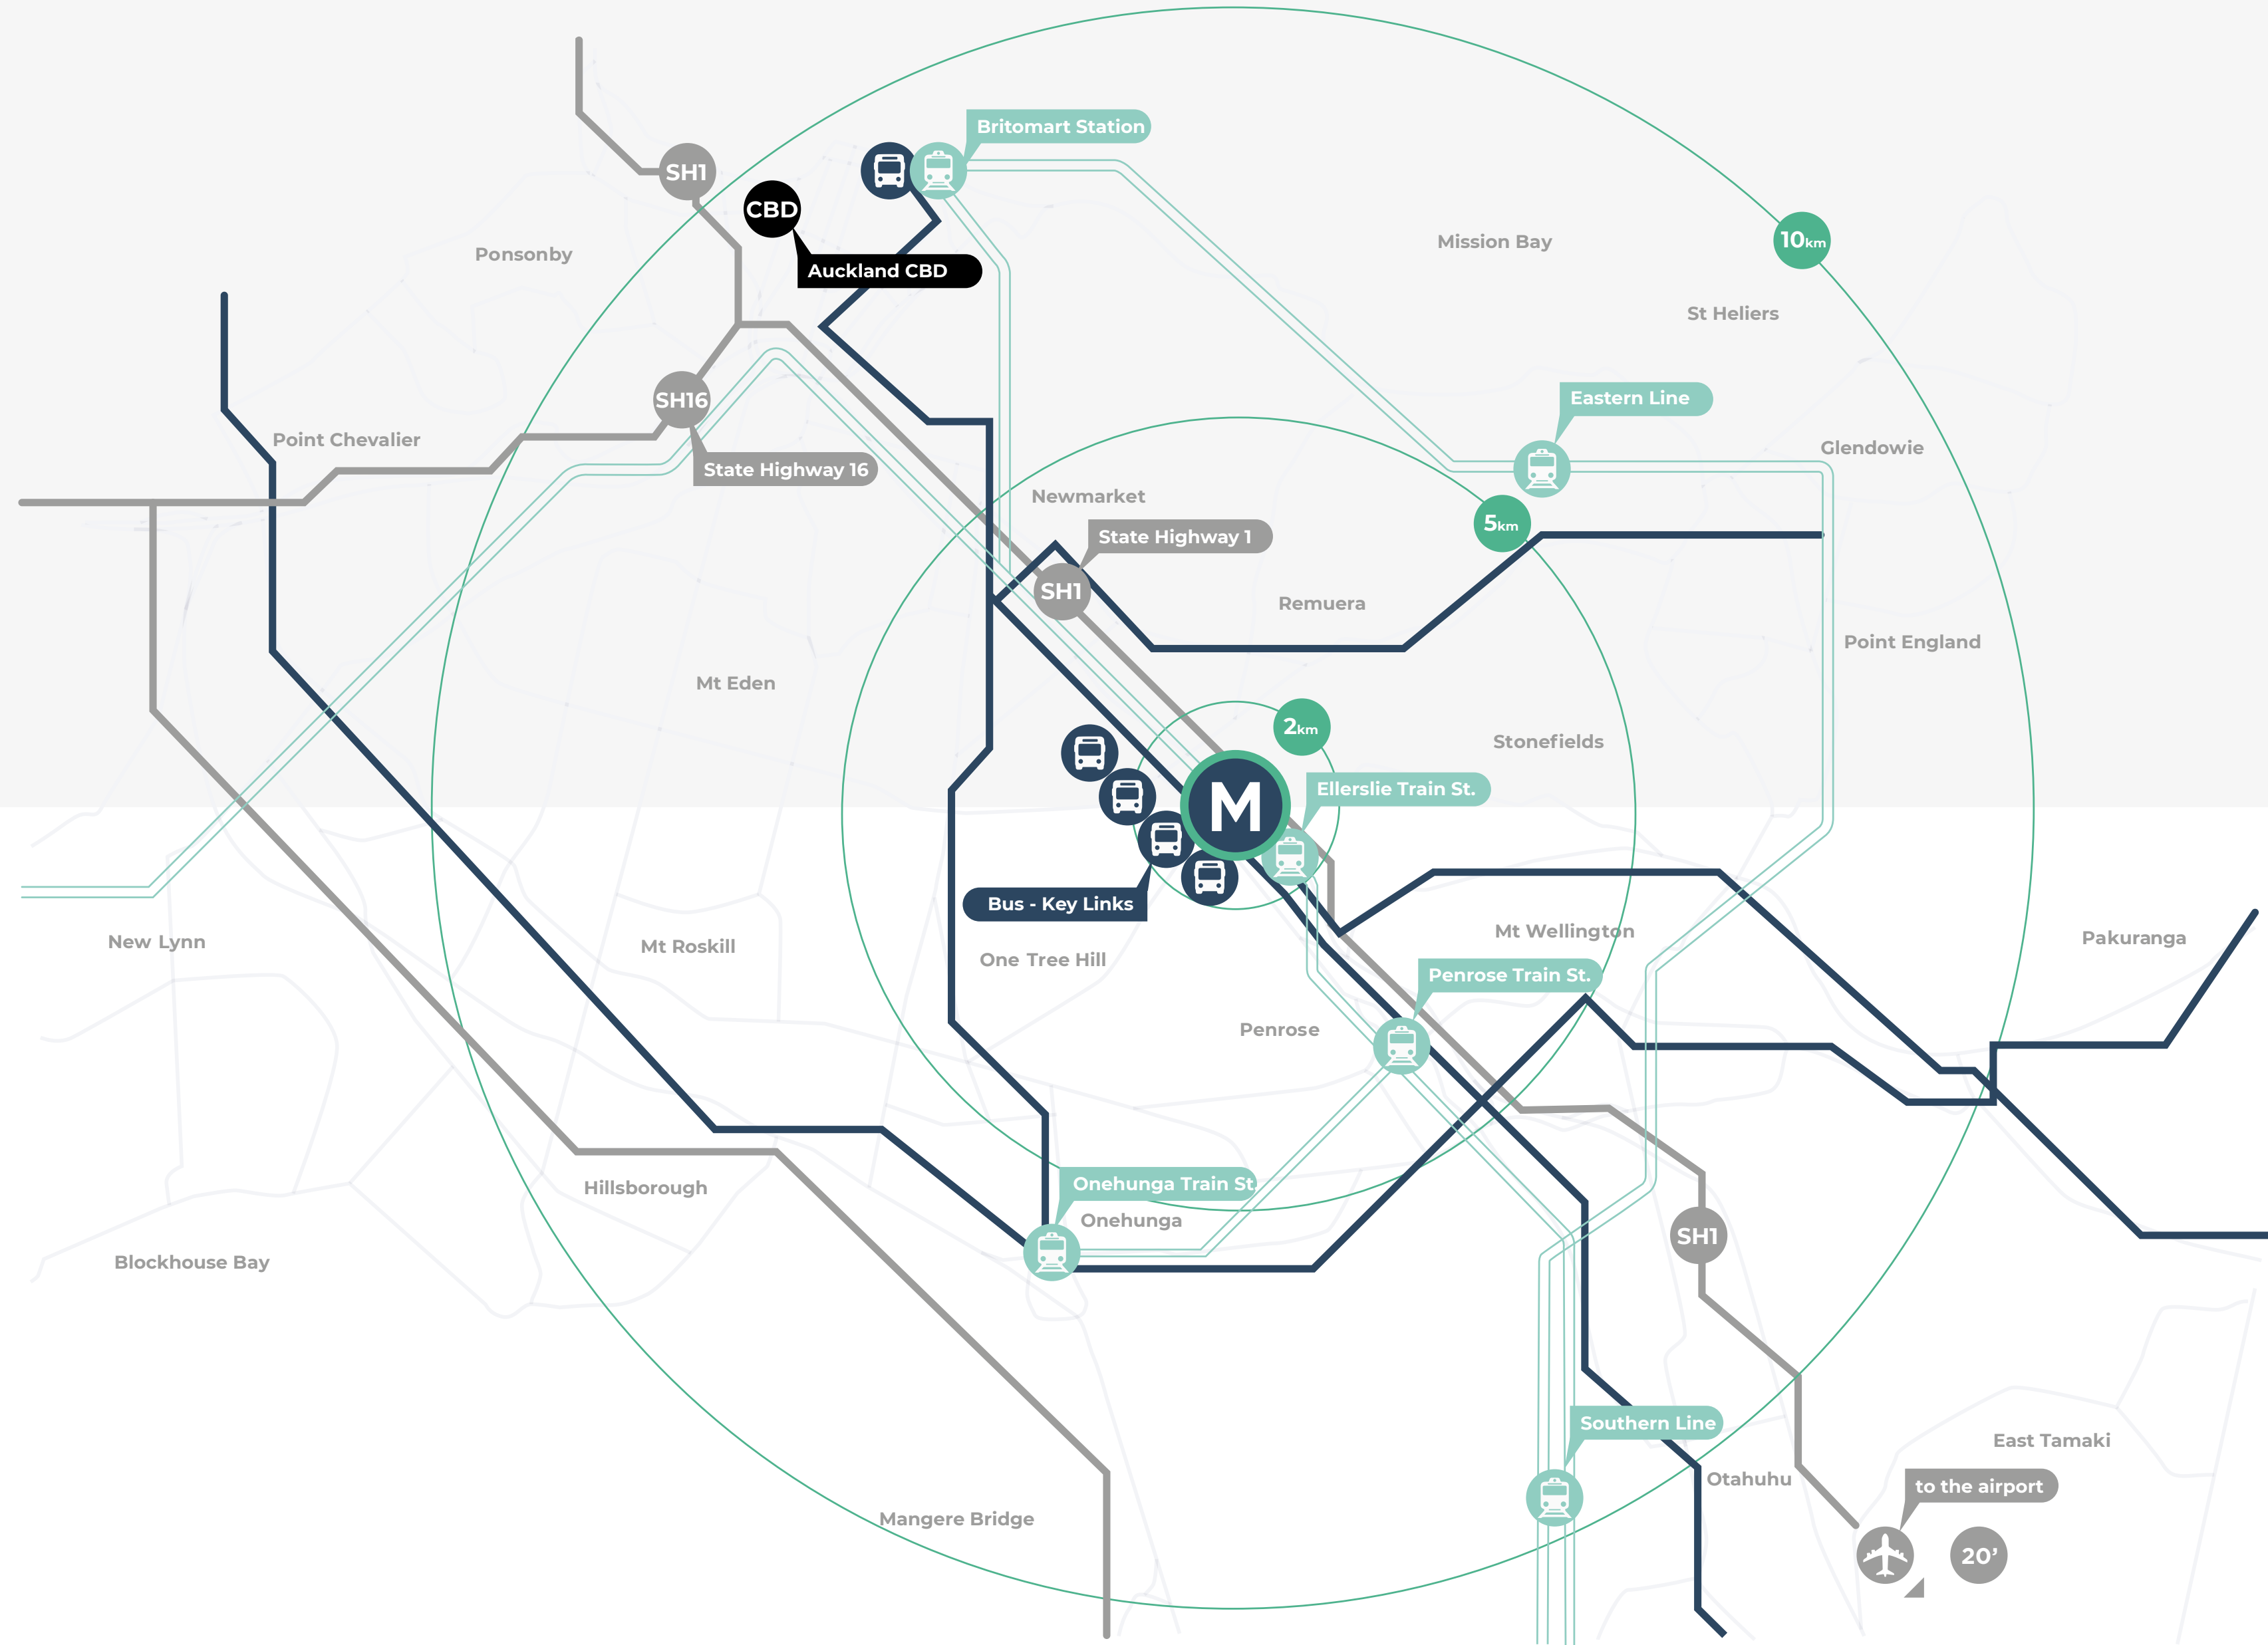 Britomart Station
SH1
CBD
Mission Bay
10km
Ponsonby
Auckland CBD
St Heliers
SH16
Eastern Line
Point Chevalier
Glendowie
State Highway 16
Newmarket
5km
State Highway 1
SH1
Remuera
Point England
Mt Eden
2km
Stonefields
Ellerslie Train St.
M
Bus - Key Links
Mt Wellington
Pakuranga
New Lynn
Mt Roskill
One Tree Hill
Penrose Train St.
Penrose
Onehunga Train St
Hillsborough
Onehunga
SH1
Blockhouse Bay
Southern Line
East Tamaki
Otahuhu
to the airport
Mangere Bridge
20’